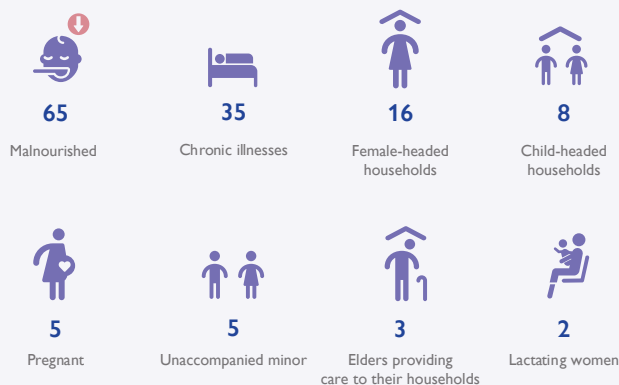 65
Malnourished
35
Chronic illnesses
16
Female-headed
households
8
Child-headed
households
5
Pregnant
5
Unaccompanied minor
3
Elders providing
care to their households
2
Lactating women